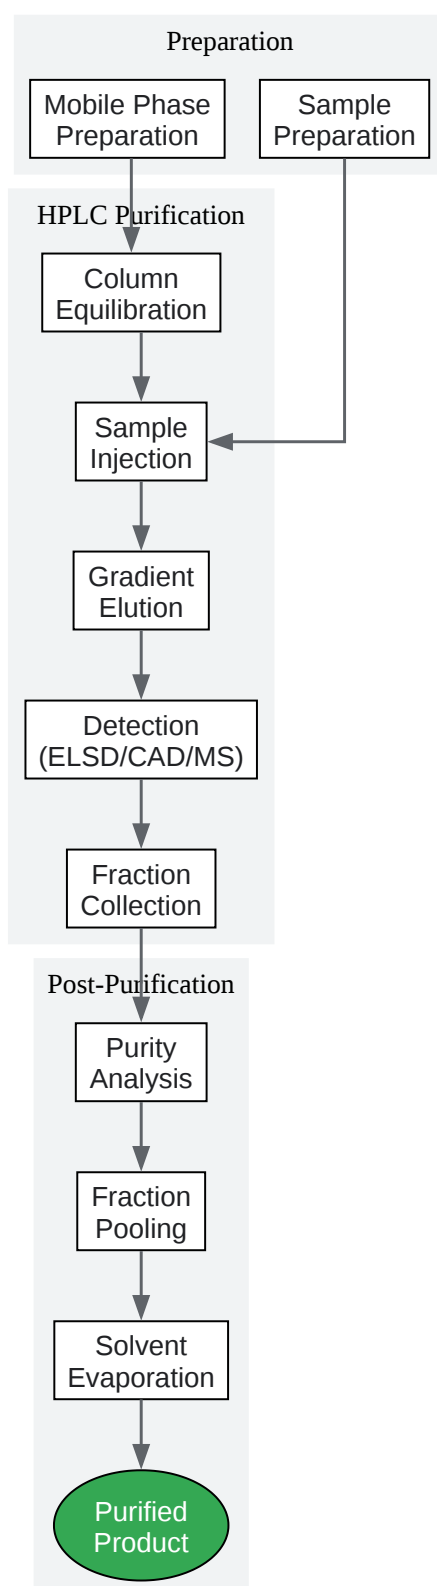 Preparation
Mobile Phase
Preparation
Sample
Preparation
HPLC Purification
Column
Equilibration
Sample
Injection
Gradient
Elution
Detection
(ELSD/CAD/MS)
Fraction
Collection
Post-Purification
Purity
Analysis
Fraction
Pooling
Solvent
Evaporation
Purified
Product